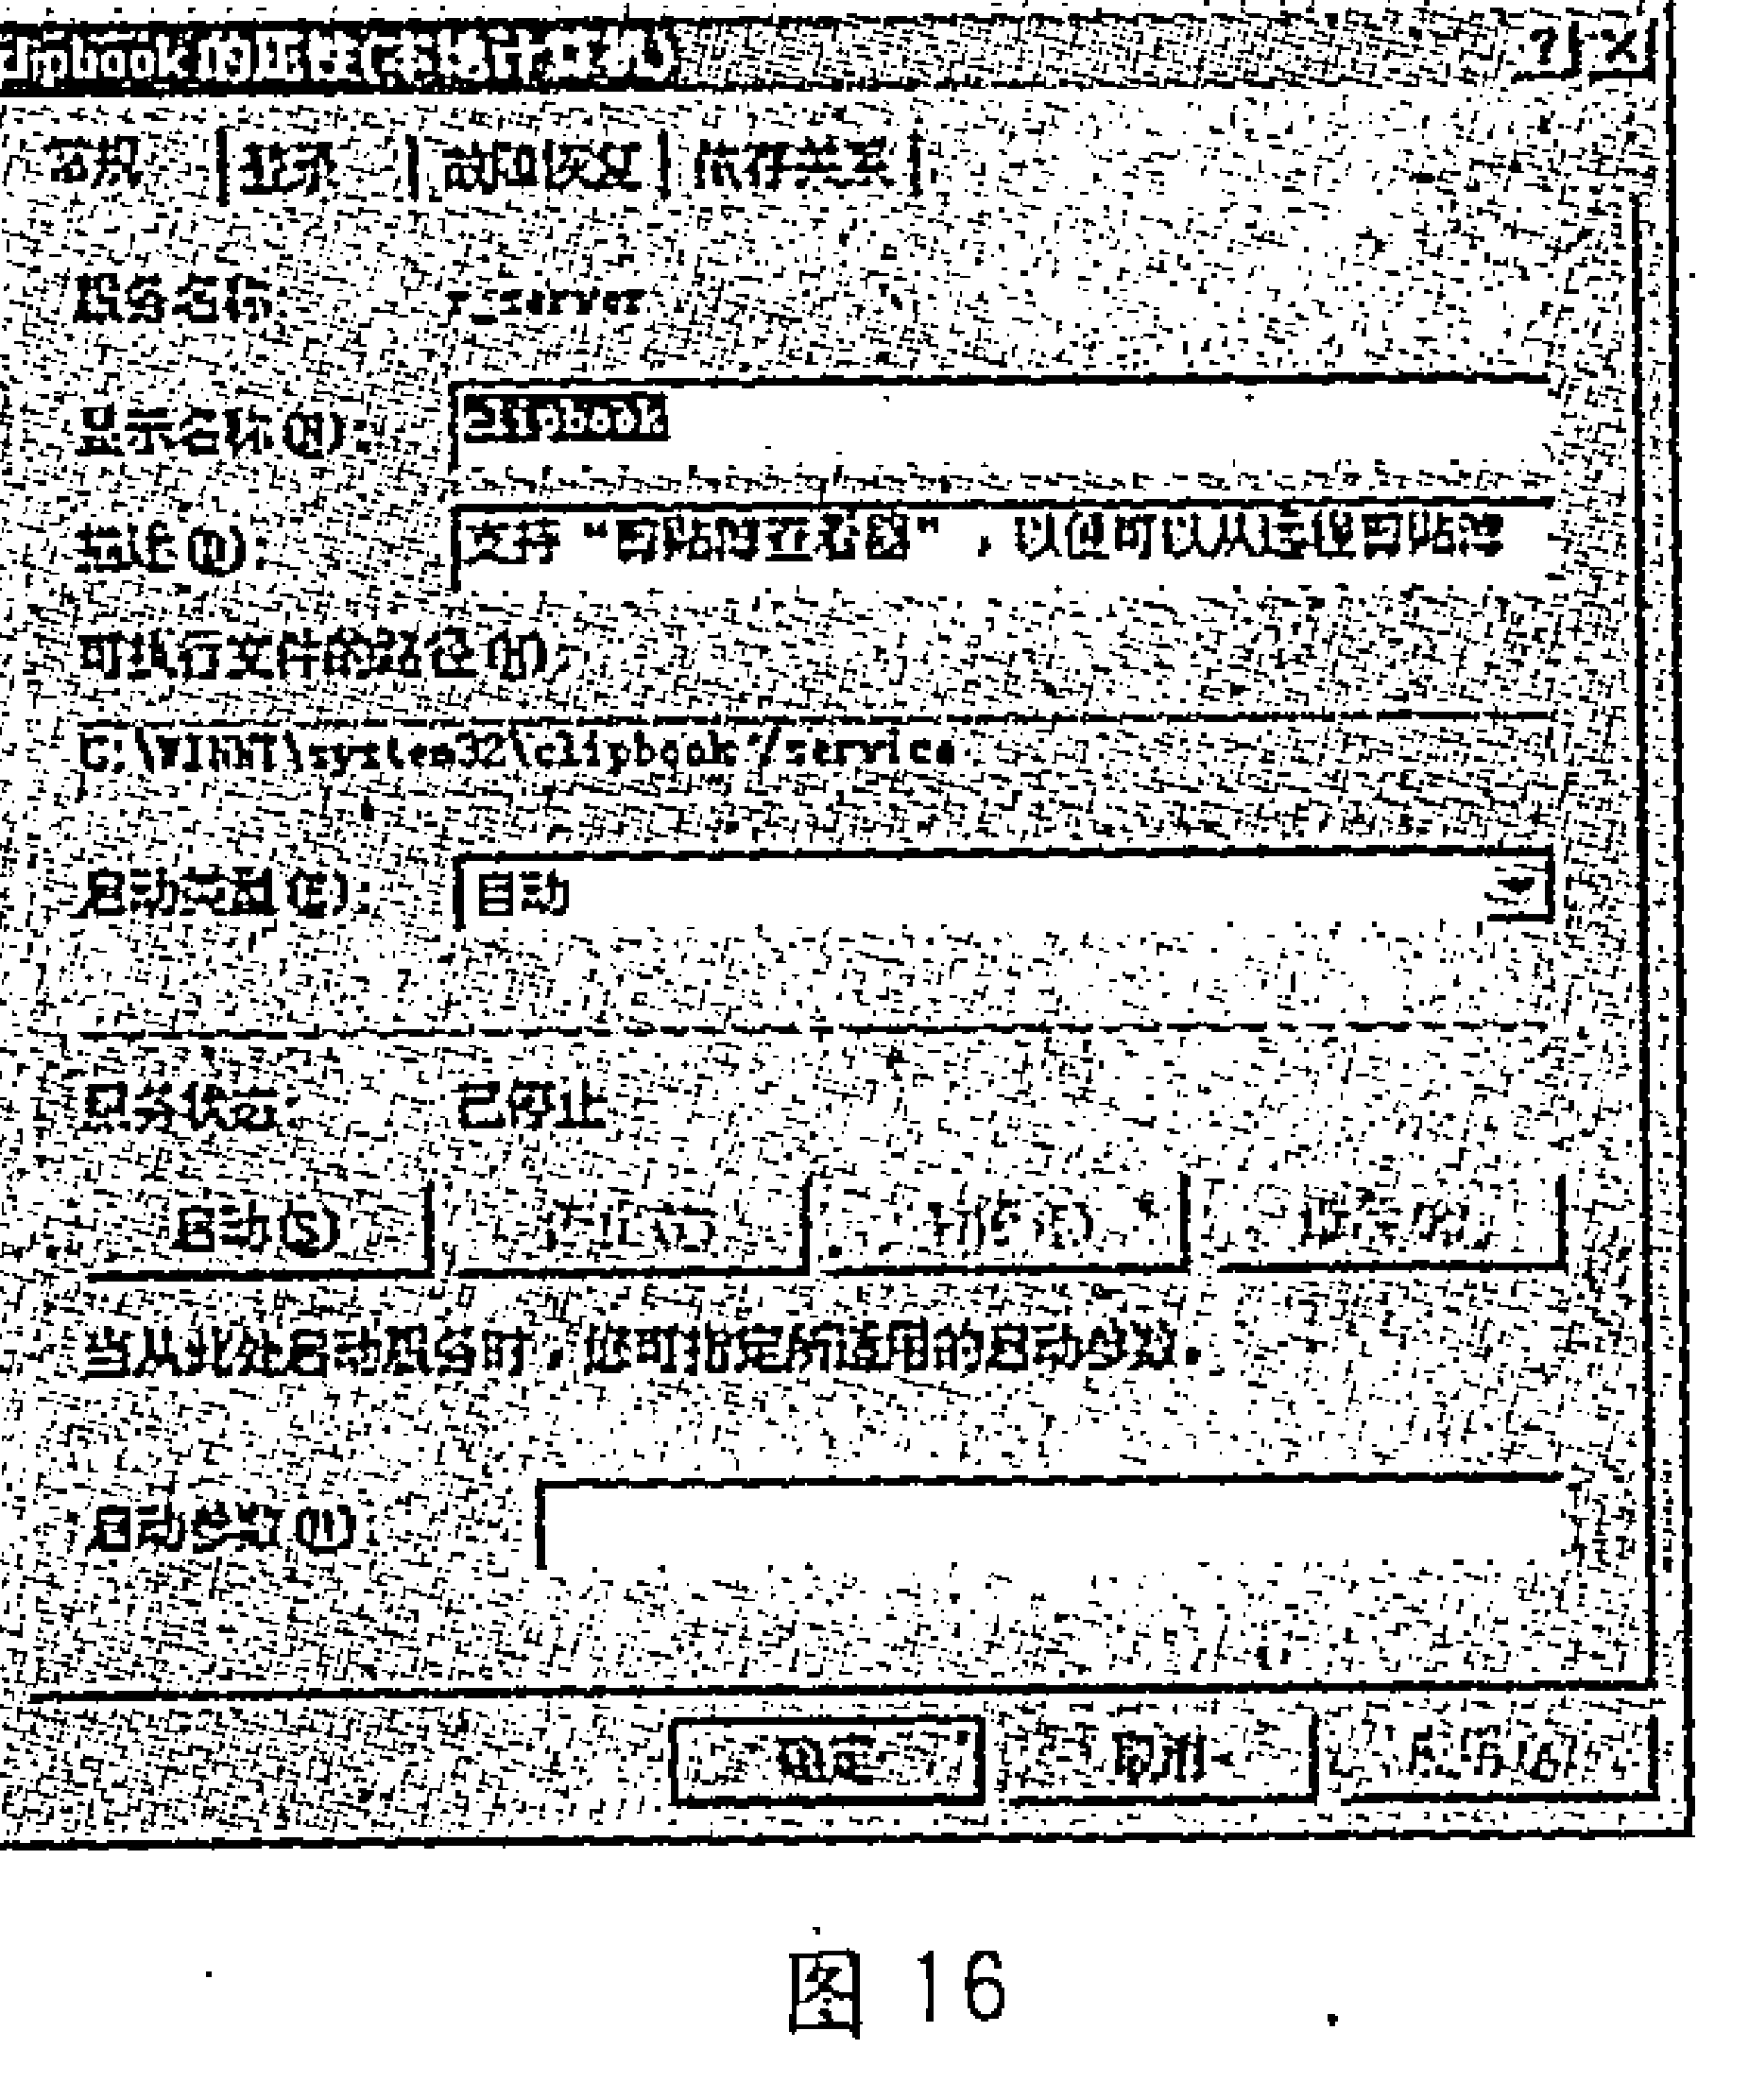 clipbook 的属性(本地计算机)
常规 登录 故障恢复 依存关系
服务名称: r_server
显示名称(N): clipbook
描述(D): 支持“剪贴簿查看器”，以便可以从远程剪贴簿
可执行文件的路径(H):
C:\WINNT\system32\clipbook /service
启动类型(E): 自动
服务状态: 已停止
启动(S)
当从此处启动服务时，您可指定所适用的启动参数。
启动参数(M):
确定 取消
图 16